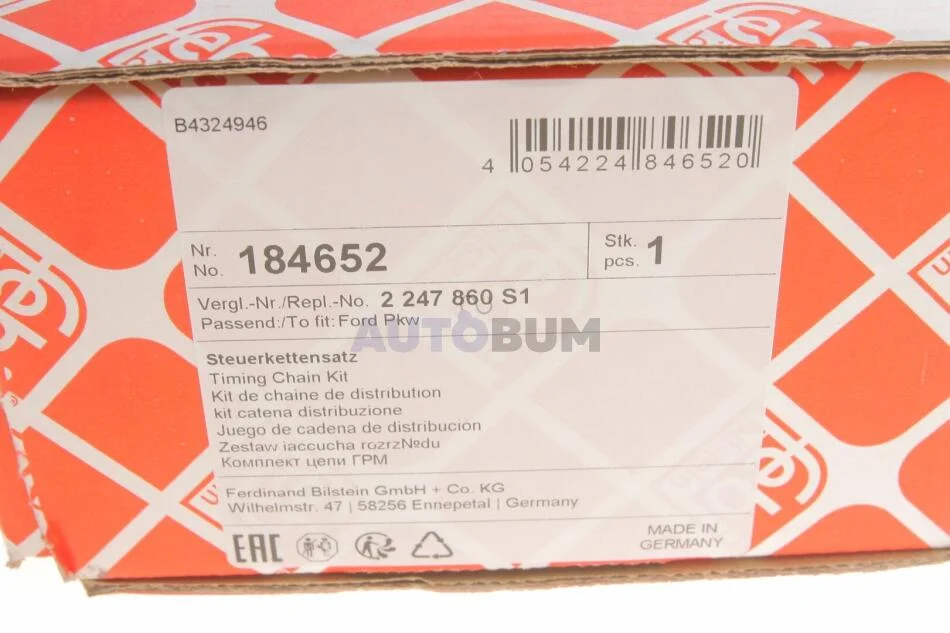 B4324946
4 054224 846520
Nr.
No. 184652
Stk.
pcs. 1
Vergl.-Nr./Repl.-No. 2 247 860 S1
Passend:/To fit: Ford Pkw
AUTOBUM
Steuerkettensatz
Timing Chain Kit
Kit de chaine de distribution
kit catena distribuzione
Juego de cadena de distribución
Zestaw iaccucha rozrz№du
Комплект цепи ГРМ
Ferdinand Bilstein GmbH + Co. KG
Wilhelmstr. 47 | 58256 Ennepetal | Germany
EAC
MADE IN
GERMANY
febi